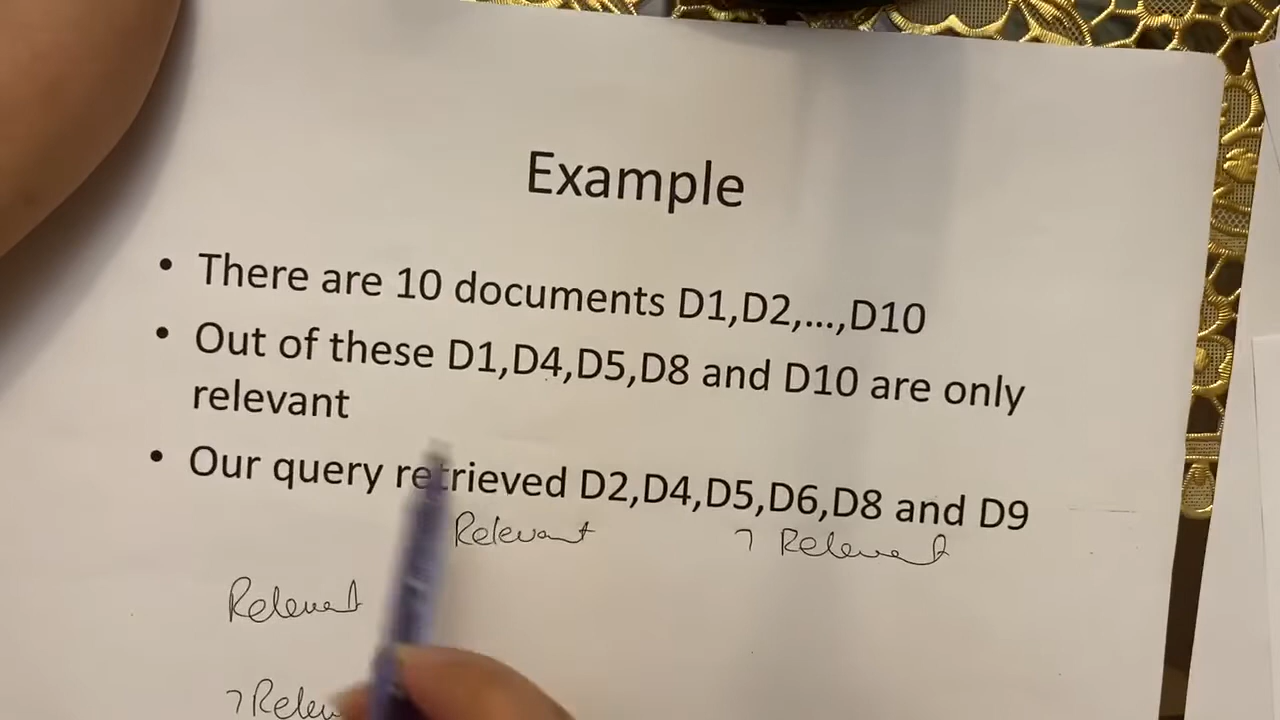 Example
• There are 10 documents D1,D2,...,D10
• Out of these D1,D4,D5,D8 and D10 are only
relevant
• Our query retrieved D2,D4,D5,D6,D8 and D9
Relevant ㄱ Relevant
Relevant